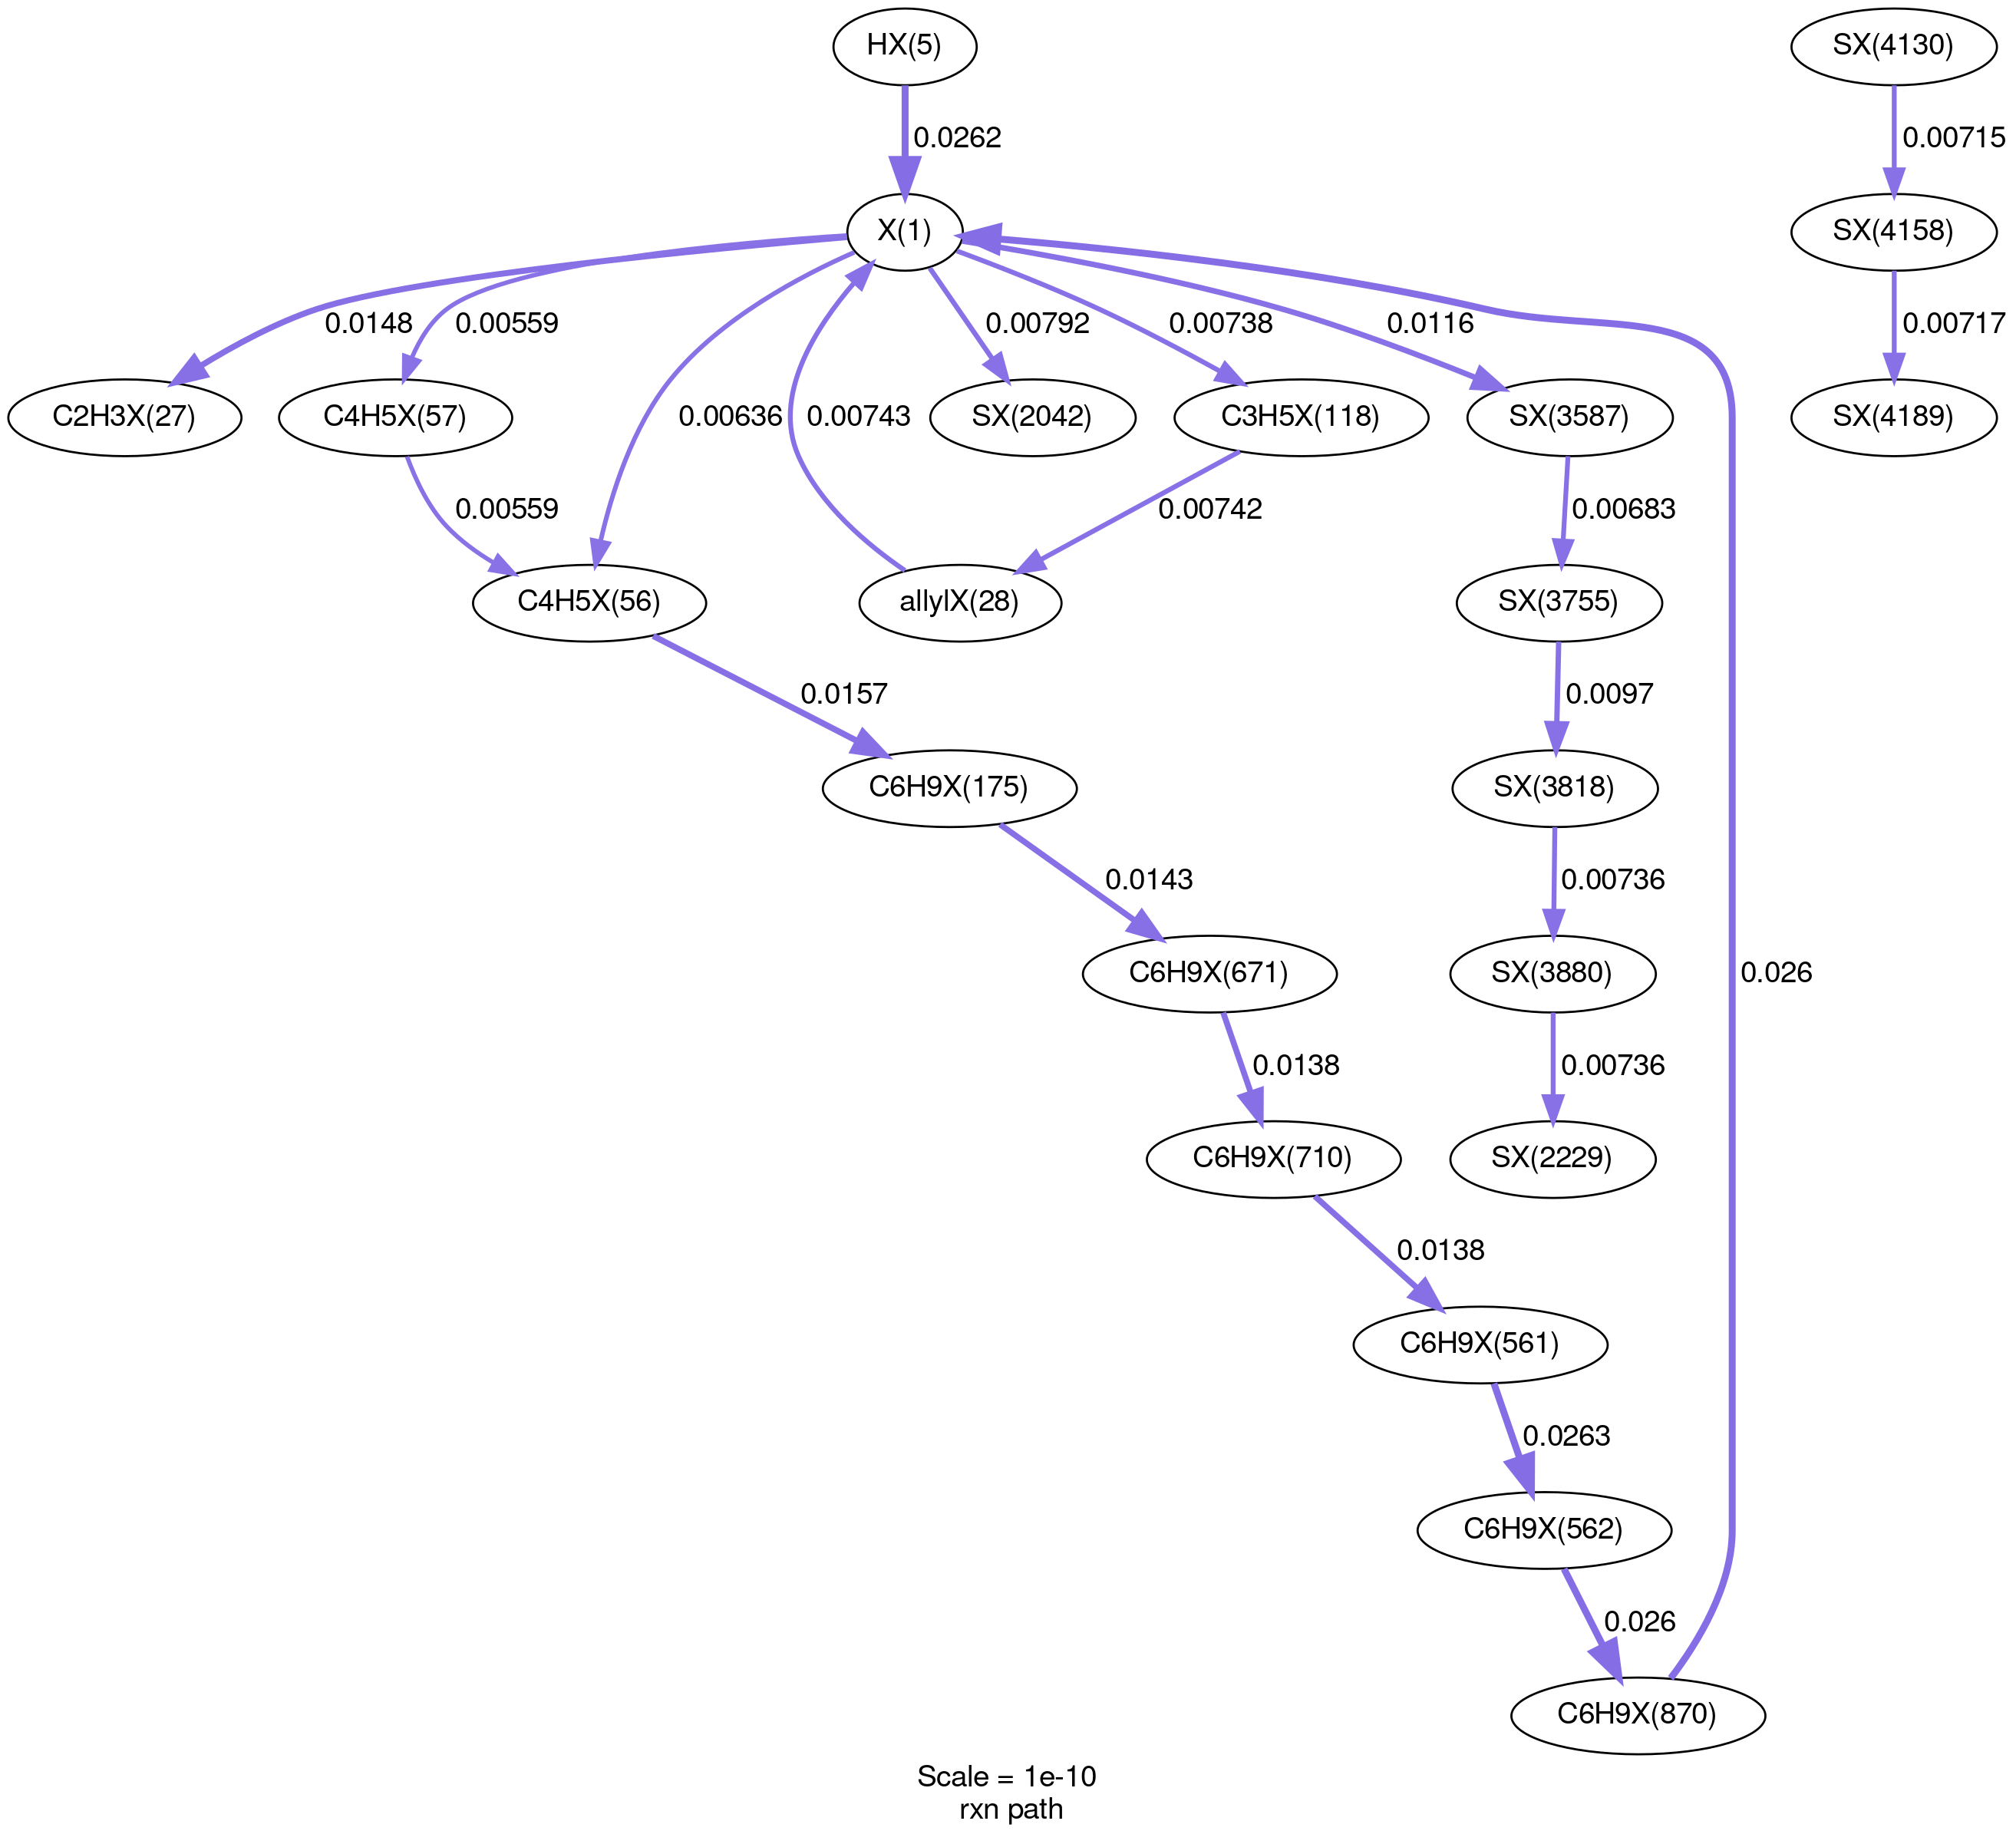 HX(5)
SX(4130)
0.0262
0.00715
X(1)
SX(4158)
0.0148
0.00559
0.00636
0.00743
0.00792
0.00738
0.0116
0.00717
C2H3X(27)
C4H5X(57)
SX(2042)
C3H5X(118)
SX(3587)
SX(4189)
0.00559
0.00742
0.00683
C4H5X(56)
allylX(28)
SX(3755)
0.0157
0.0097
C6H9X(175)
SX(3818)
0.0143
0.00736
C6H9X(671)
SX(3880)
0.026
0.0138
0.00736
C6H9X(710)
SX(2229)
0.0138
C6H9X(561)
0.0263
C6H9X(562)
0.026
C6H9X(870)
Scale = 1e-10
rxn path